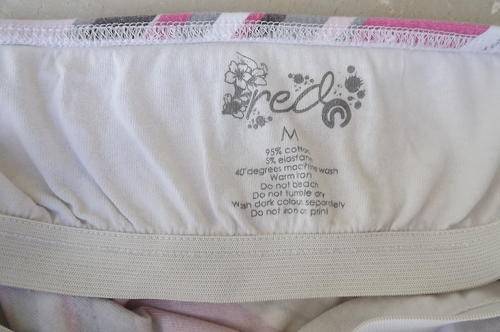 fred
M
95% cotton
5% elastane
40 degrees machine wash
Warm iron
Do not bleach
Do not tumble dry
Wash dark colours separately
Do not iron on print